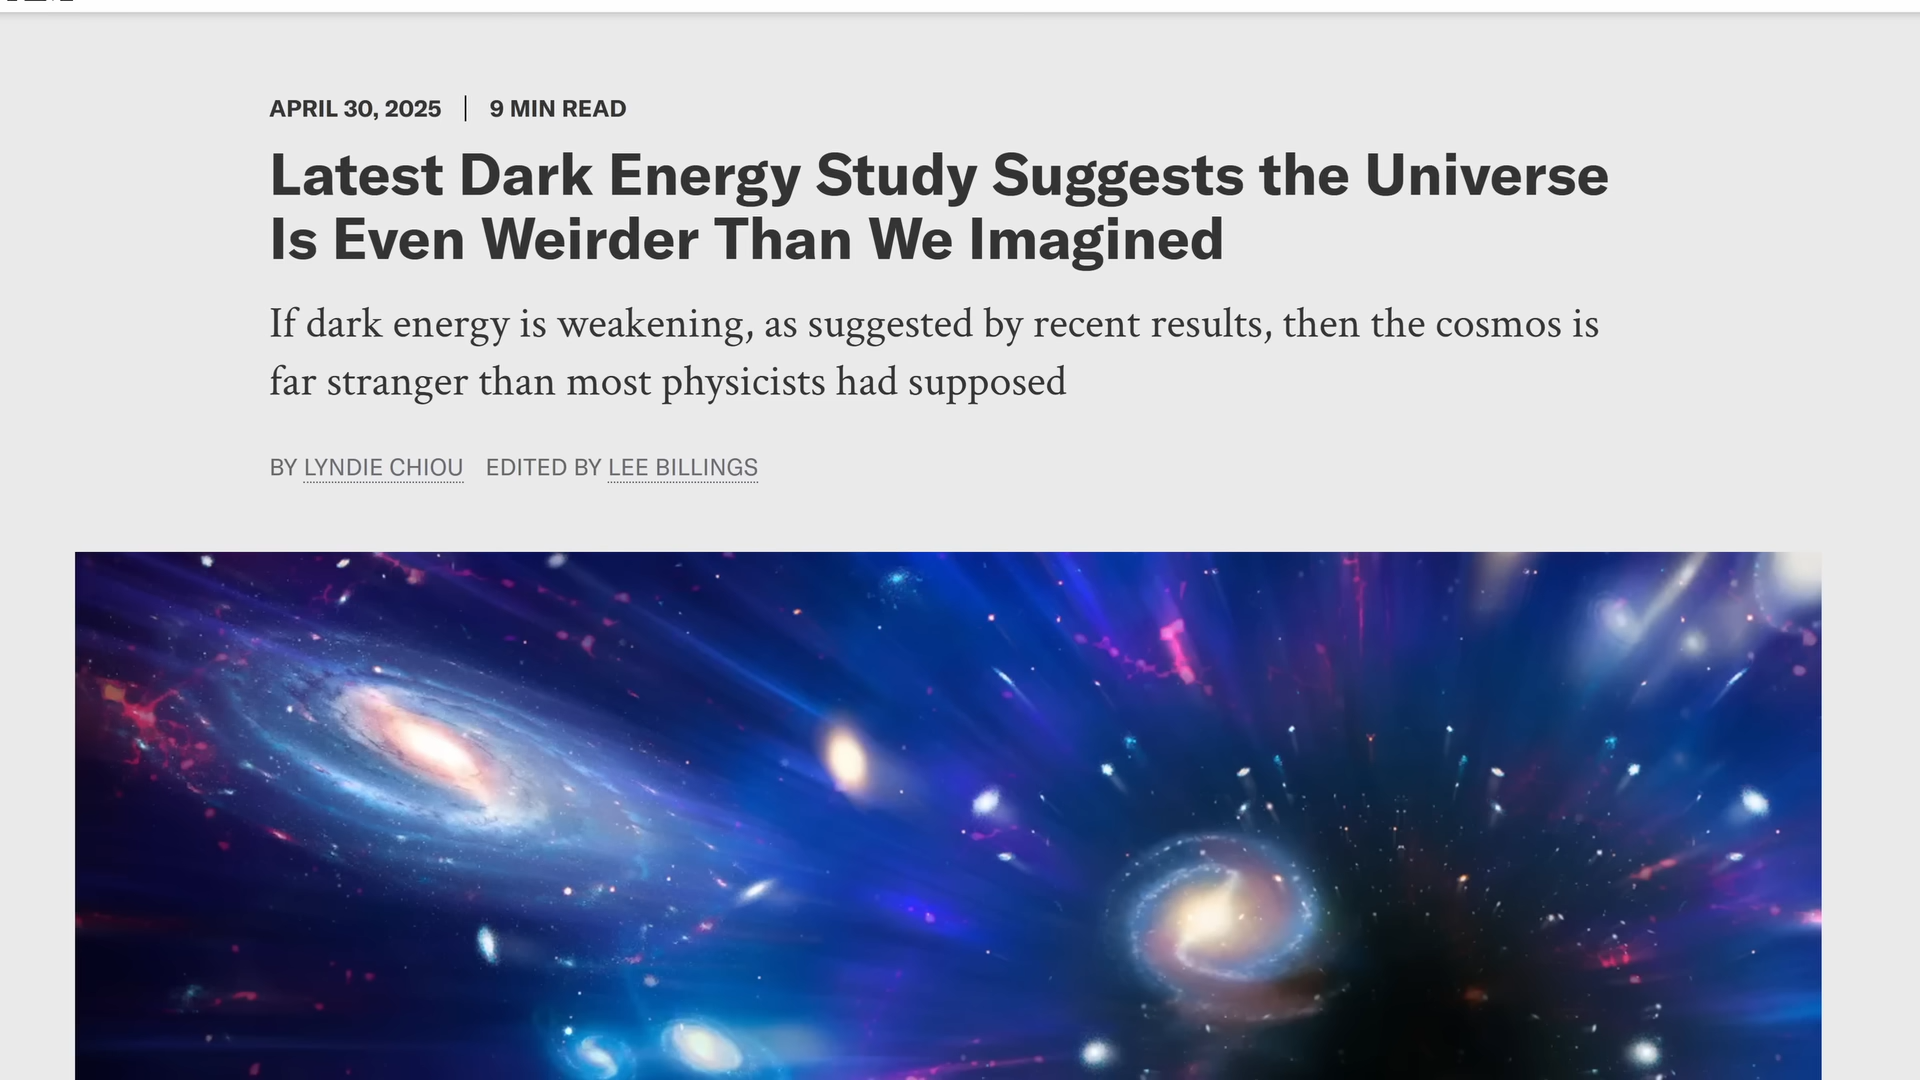 APRIL 30, 2025 | 9 MIN READ
Latest Dark Energy Study Suggests the Universe
Is Even Weirder Than We Imagined
If dark energy is weakening, as suggested by recent results, then the cosmos is
far stranger than most physicists had supposed
BY LYNDIE CHIOU EDITED BY LEE BILLINGS